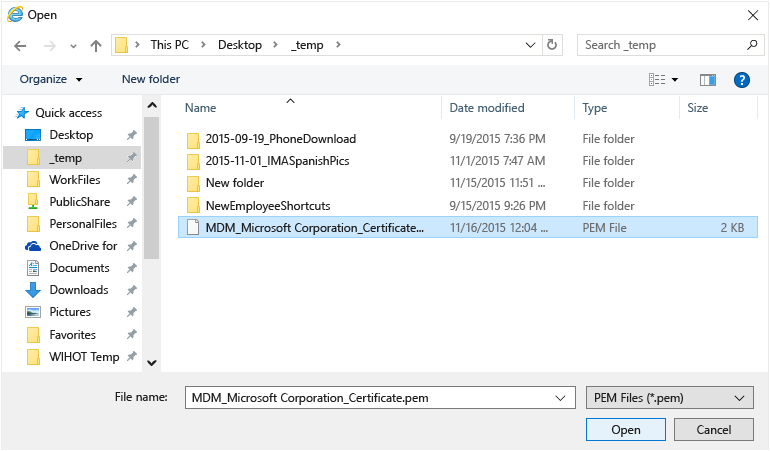 Open
This PC > Desktop > _temp >
Search _temp
Organize New folder
Name Date modified Type Size
Quick access
Desktop
_temp
WorkFiles
PublicShare
PersonalFiles
OneDrive for
Documents
Downloads
Pictures
Favorites
WIHOT Temp
2015-09-19_PhoneDownload 9/19/2015 7:36 PM File folder
2015-11-01_IMASpanishPics 11/1/2015 7:47 AM File folder
New folder 11/15/2015 11:51 ... File folder
NewEmployeeShortcuts 9/15/2015 9:26 PM File folder
MDM_Microsoft Corporation_Certificate... 11/16/2015 12:04 ... PEM File 2 KB
File name: MDM_Microsoft Corporation_Certificate.pem PEM Files (*.pem)
Open Cancel